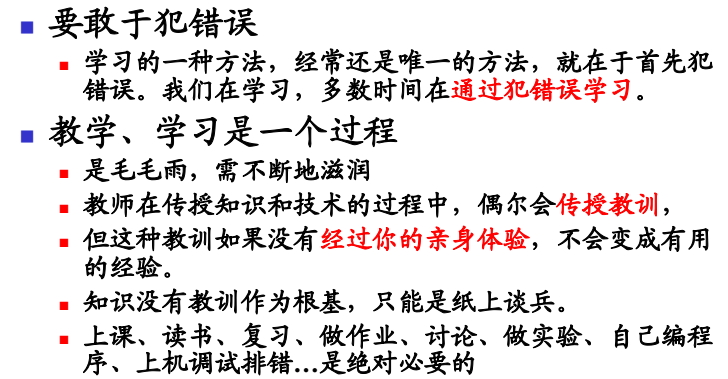 要敢于犯错误
学习的一种方法，经常还是唯一的方法，就在于首先犯
错误。我们在学习，多数时间在通过犯错误学习。
教学、学习是一个过程
是毛毛雨，需不断地滋润
教师在传授知识和技术的过程中，偶尔会传授教训，
但这种教训如果没有经过你的亲身体验，不会变成有用
的经验。
知识没有教训作为根基，只能是纸上谈兵。
上课、读书、复习、做作业、讨论、做实验、自己编程
序、上机调试排错…是绝对必要的